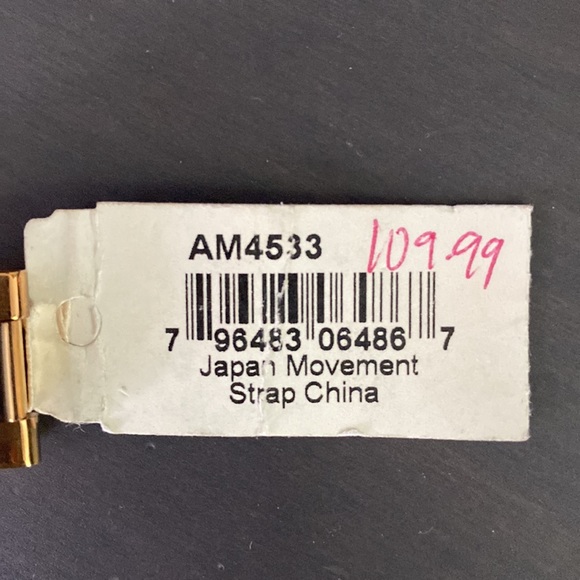 AM4533 109.99
7 96483 06486 7
Japan Movement
Strap China